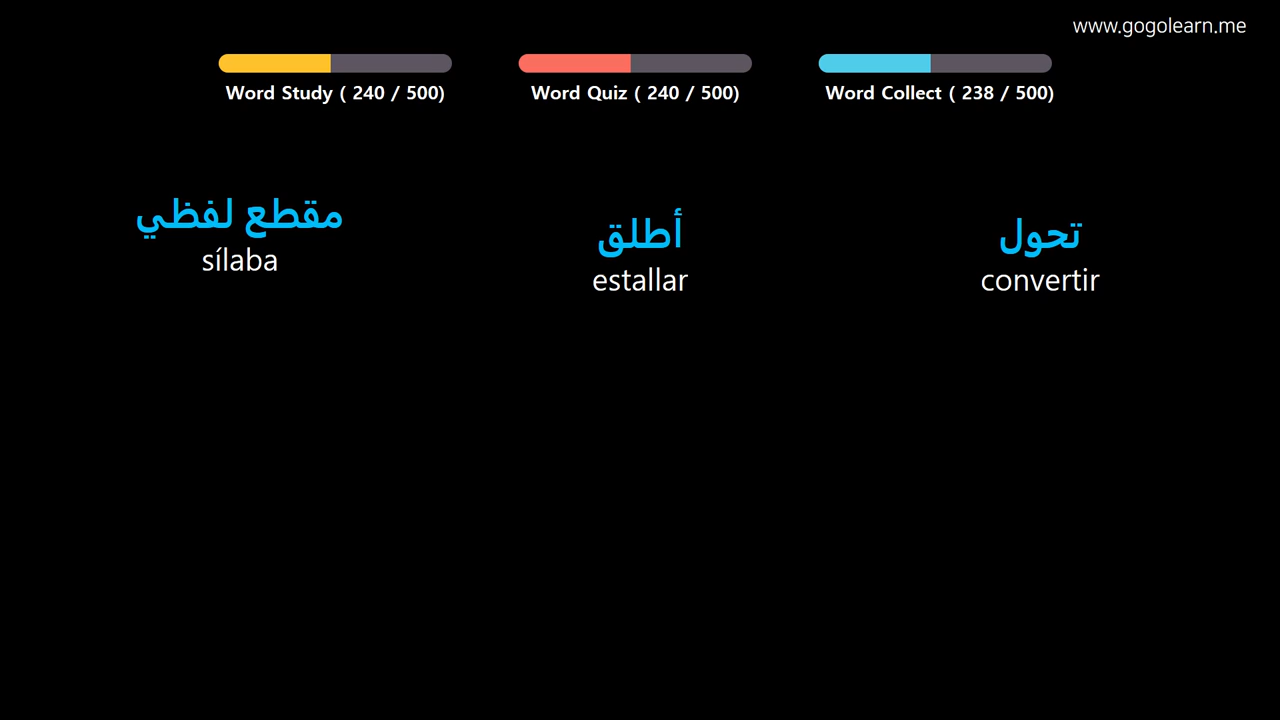 www.gogolearn.me
Word Study ( 240 / 500)
Word Quiz ( 240 / 500)
Word Collect ( 238 / 500)
مقطع لفظي
sílaba
أطلق
estallar
تحول
convertir